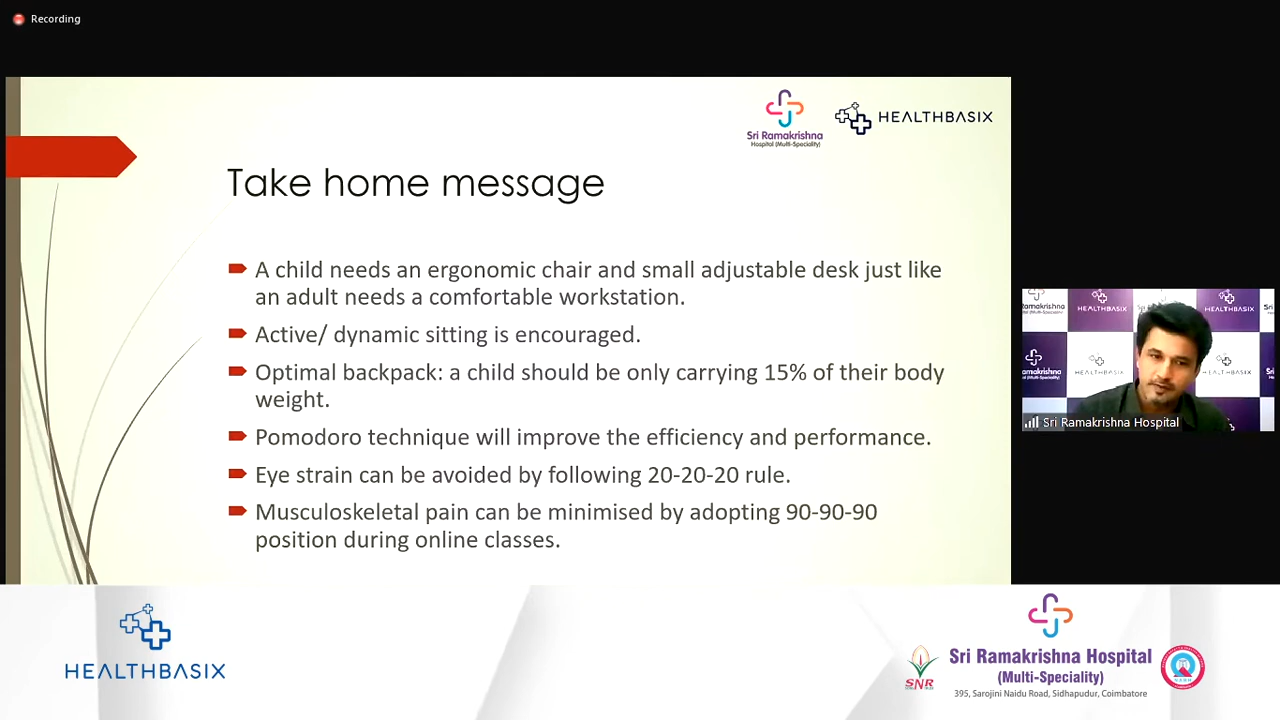 Recording
Sri Ramakrishna
Hospital (Multi-Speciality)
HEALTHBASIX
Take home message
A child needs an ergonomic chair and small adjustable desk just like
an adult needs a comfortable workstation.
Active/ dynamic sitting is encouraged.
Optimal backpack: a child should be only carrying 15% of their body
weight.
Pomodoro technique will improve the efficiency and performance.
Eye strain can be avoided by following 20-20-20 rule.
Musculoskeletal pain can be minimised by adopting 90-90-90
position during online classes.
HEALTHBASIX
HEALTHBASIX
Sri Ramakrishna Hospital
HEALTHBASIX
SNR
Sri Ramakrishna Hospital
(Multi-Speciality)
395, Sarojini Naidu Road, Sidhapudur, Coimbatore